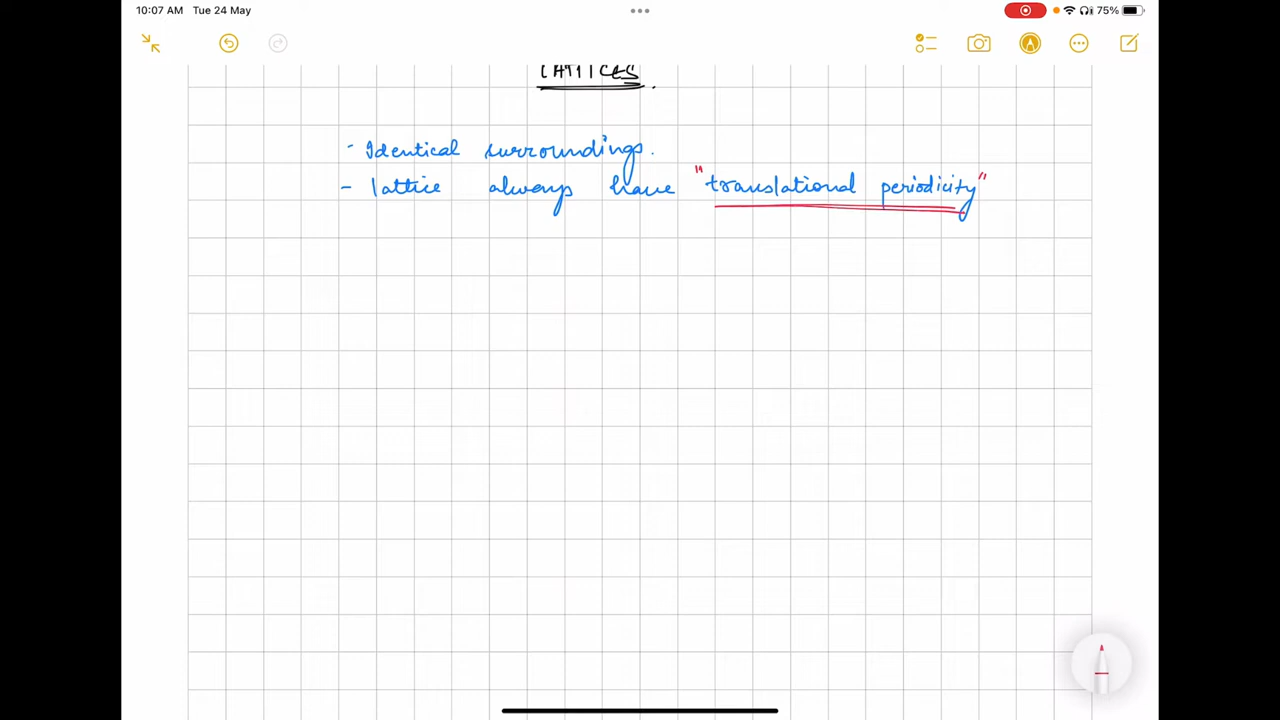 10:07 AM Tue 24 May
75%
LATTICES.
- Identical surroundings.
- lattice always have "translational periodicity"